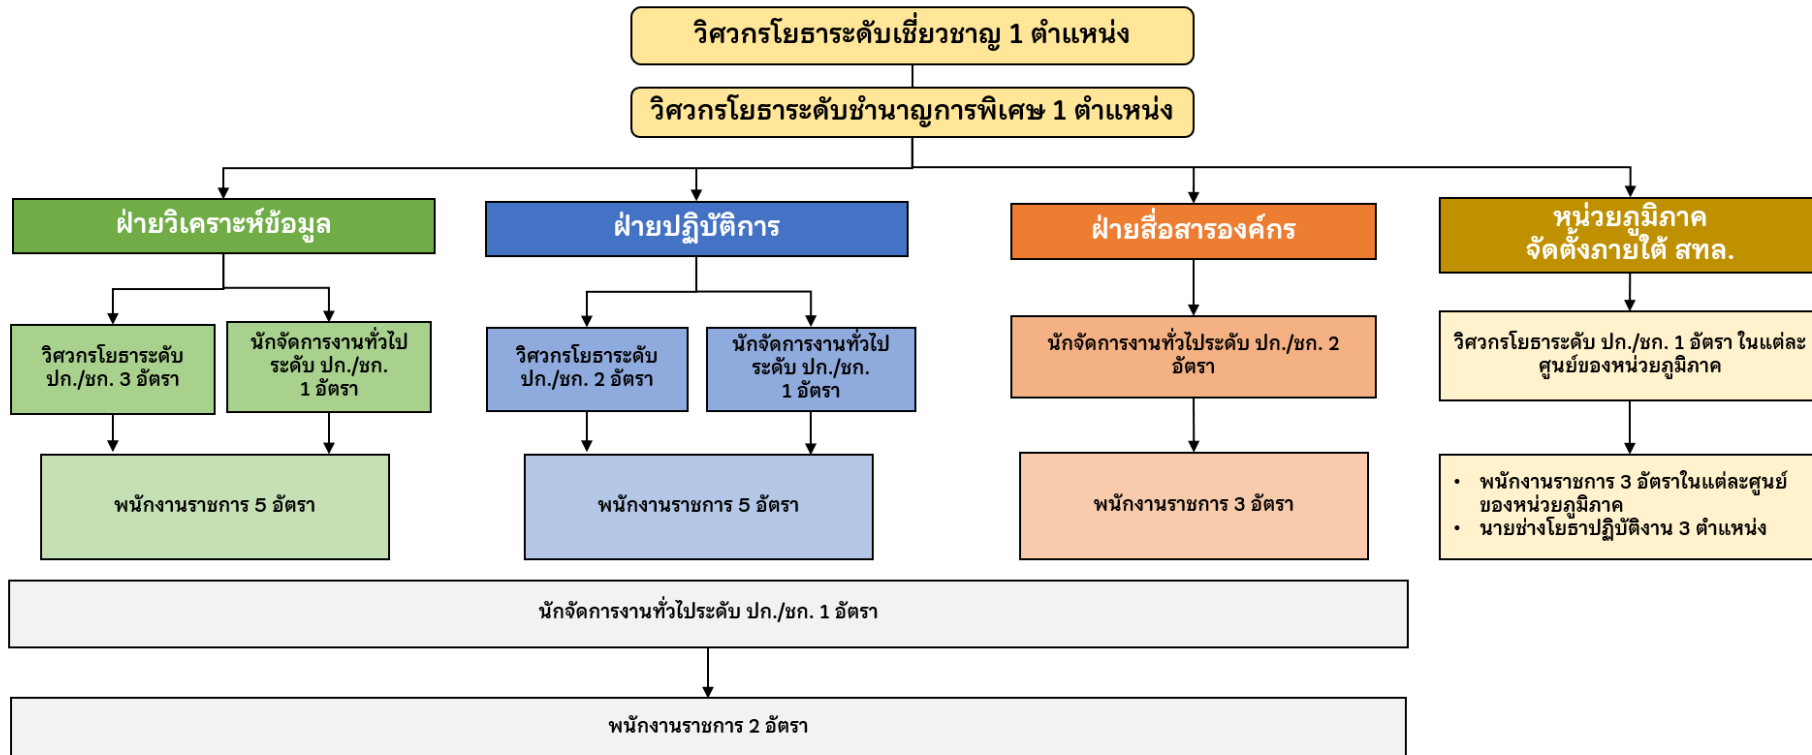 วิศวกรโยธาระดับเชี่ยวชาญ 1 ตำแหน่ง
วิศวกรโยธาระดับชำนาญการพิเศษ 1 ตำแหน่ง
ฝ่ายวิเคราะห์ข้อมูล
ฝ่ายปฏิบัติการ
ฝ่ายสื่อสารองค์กร
หน่วยภูมิภาค
จัดตั้งภายใต้ สทล.
วิศวกรโยธาระดับ
ปก./ชก. 3 อัตรา
นักจัดการงานทั่วไป
ระดับ ปก./ชก.
1 อัตรา
วิศวกรโยธาระดับ
ปก./ชก. 2 อัตรา
นักจัดการงานทั่วไป
ระดับ ปก./ชก.
1 อัตรา
นักจัดการงานทั่วไประดับ ปก./ชก. 2
อัตรา
วิศวกรโยธาระดับ ปก./ชก. 1 อัตรา ในแต่ละ
ศูนย์ของหน่วยภูมิภาค
พนักงานราชการ 5 อัตรา
พนักงานราชการ 5 อัตรา
พนักงานราชการ 3 อัตรา
• พนักงานราชการ 3 อัตราในแต่ละศูนย์
ของหน่วยภูมิภาค
• นายช่างโยธาปฏิบัติงาน 3 ตำแหน่ง
นักจัดการงานทั่วไประดับ ปก./ชก. 1 อัตรา
พนักงานราชการ 2 อัตรา